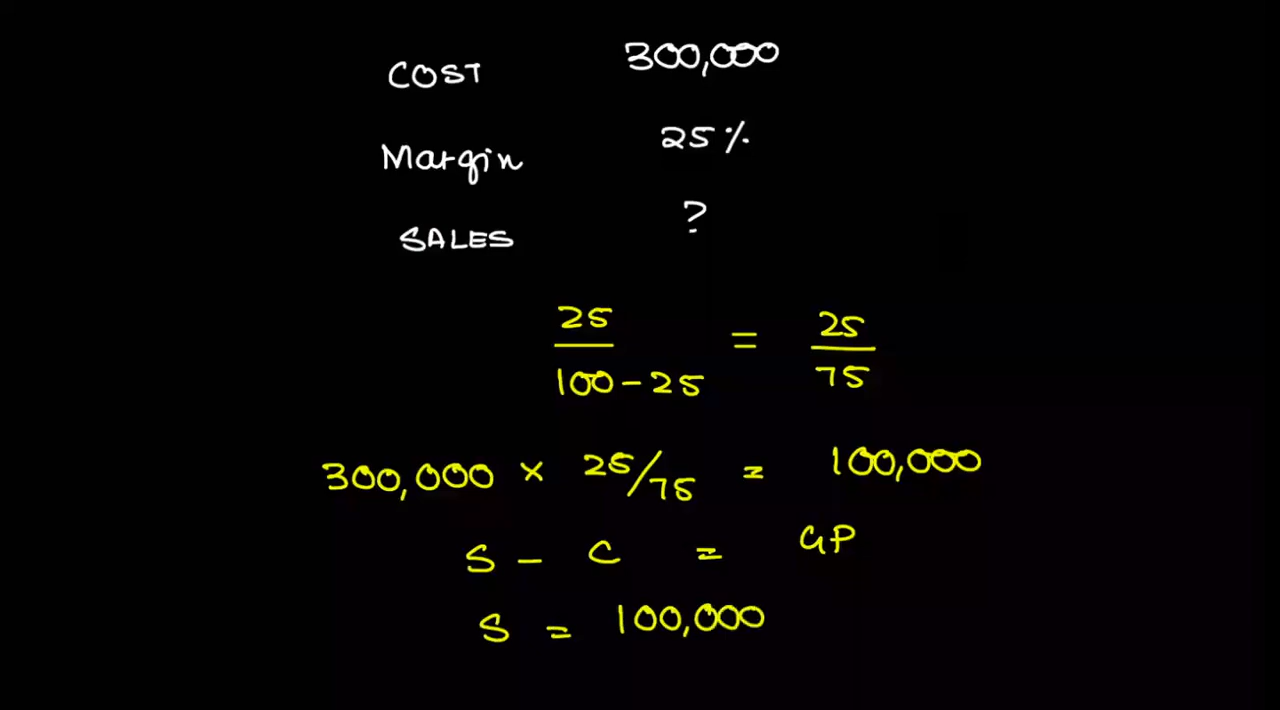 COST 300,000
Margin 25%
SALES ?
25 / 100-25 = 25 / 75
300,000 × 25/75 = 100,000
S - C = GP
S = 100,000